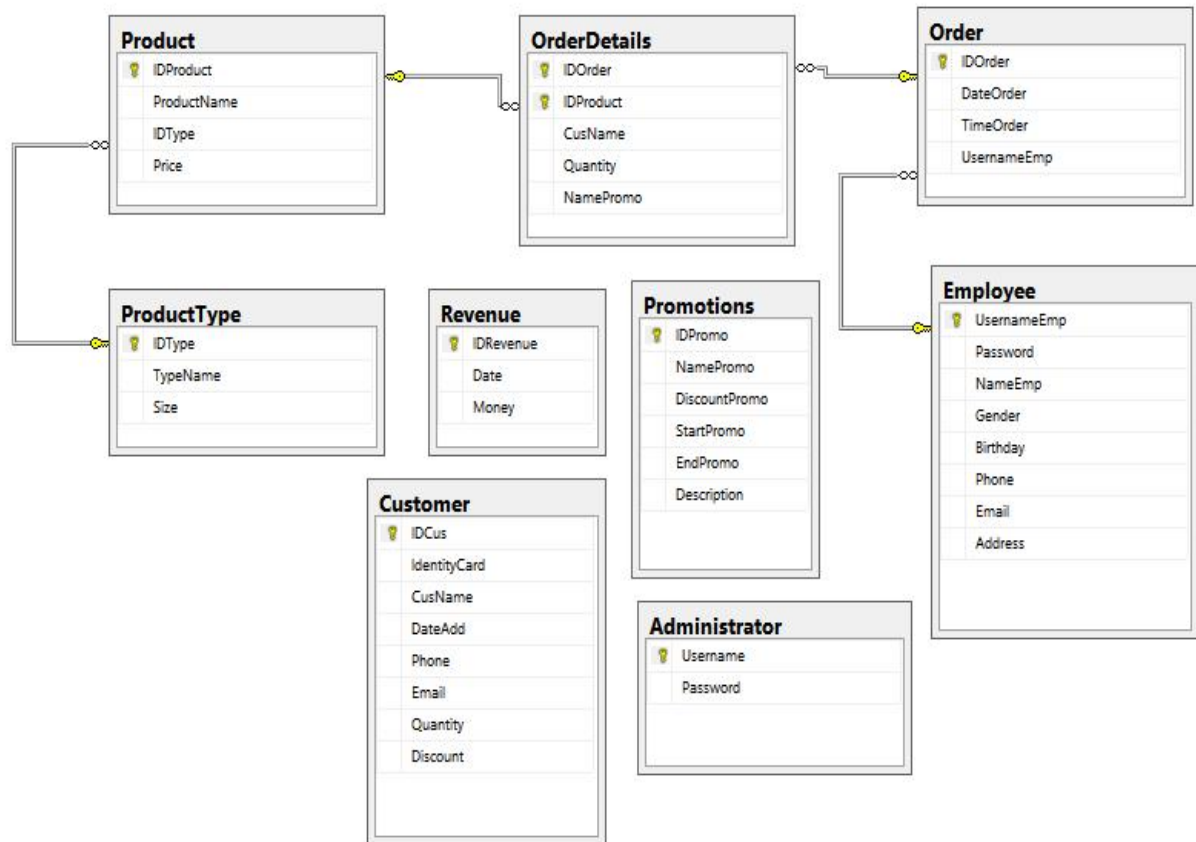 Product
IDProduct
ProductName
IDType
Price
OrderDetails
IDOrder
IDProduct
CusName
Quantity
NamePromo
Order
IDOrder
DateOrder
TimeOrder
UsernameEmp
ProductType
IDType
TypeName
Size
Revenue
IDRevenue
Date
Money
Promotions
IDPromo
NamePromo
DiscountPromo
StartPromo
EndPromo
Description
Employee
UsernameEmp
Password
NameEmp
Gender
Birthday
Phone
Email
Address
Customer
IDCus
IdentityCard
CusName
DateAdd
Phone
Email
Quantity
Discount
Administrator
Username
Password